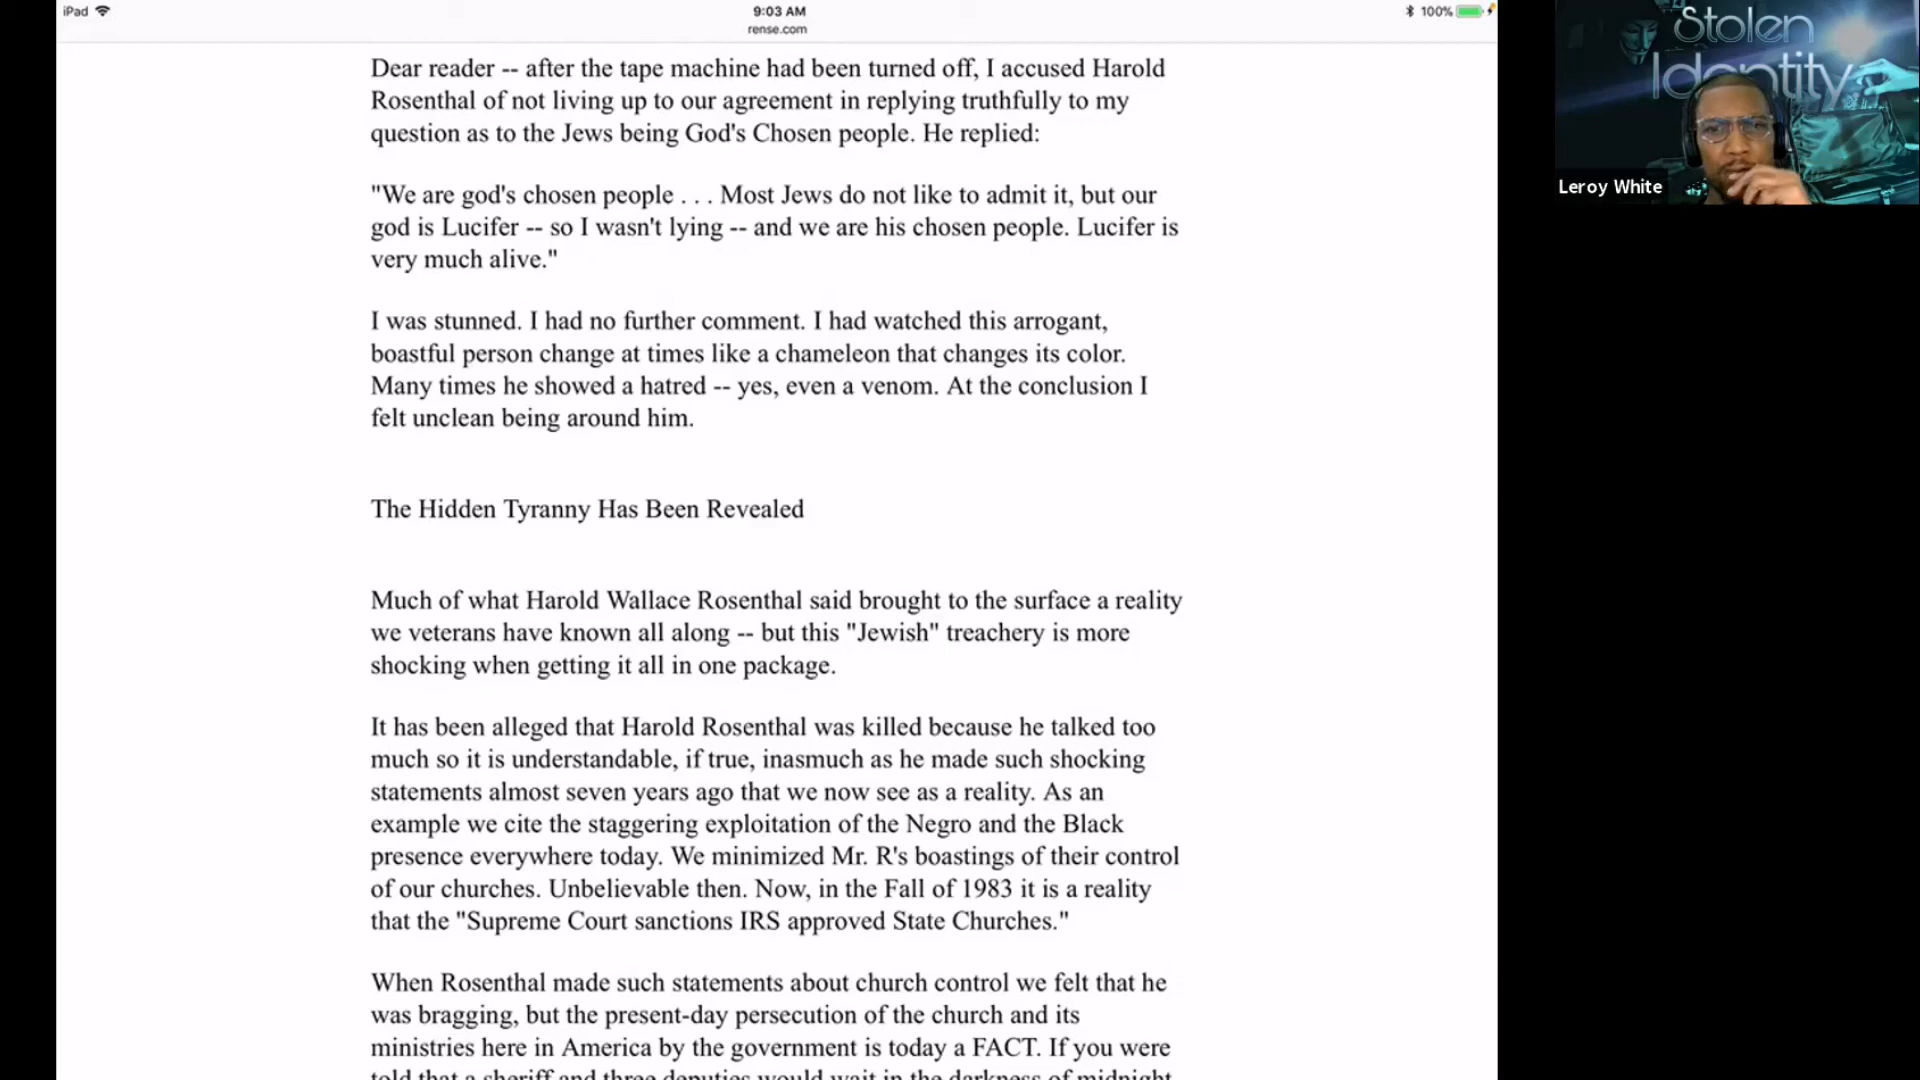 iPad
9:03 AM
100%
rense.com
Dear reader -- after the tape machine had been turned off, I accused Harold
Rosenthal of not living up to our agreement in replying truthfully to my
question as to the Jews being God's Chosen people. He replied:
"We are god's chosen people . . . Most Jews do not like to admit it, but our
god is Lucifer -- so I wasn't lying -- and we are his chosen people. Lucifer is
very much alive."
I was stunned. I had no further comment. I had watched this arrogant,
boastful person change at times like a chameleon that changes its color.
Many times he showed a hatred -- yes, even a venom. At the conclusion I
felt unclean being around him.
The Hidden Tyranny Has Been Revealed
Much of what Harold Wallace Rosenthal said brought to the surface a reality
we veterans have known all along -- but this "Jewish" treachery is more
shocking when getting it all in one package.
It has been alleged that Harold Rosenthal was killed because he talked too
much so it is understandable, if true, inasmuch as he made such shocking
statements almost seven years ago that we now see as a reality. As an
example we cite the staggering exploitation of the Negro and the Black
presence everywhere today. We minimized Mr. R's boastings of their control
of our churches. Unbelievable then. Now, in the Fall of 1983 it is a reality
that the "Supreme Court sanctions IRS approved State Churches."
When Rosenthal made such statements about church control we felt that he
was bragging, but the present-day persecution of the church and its
ministries here in America by the government is today a FACT. If you were
told that a sheriff and three deputies would wait in the darkness of midnight
Stolen
Identity
Leroy White